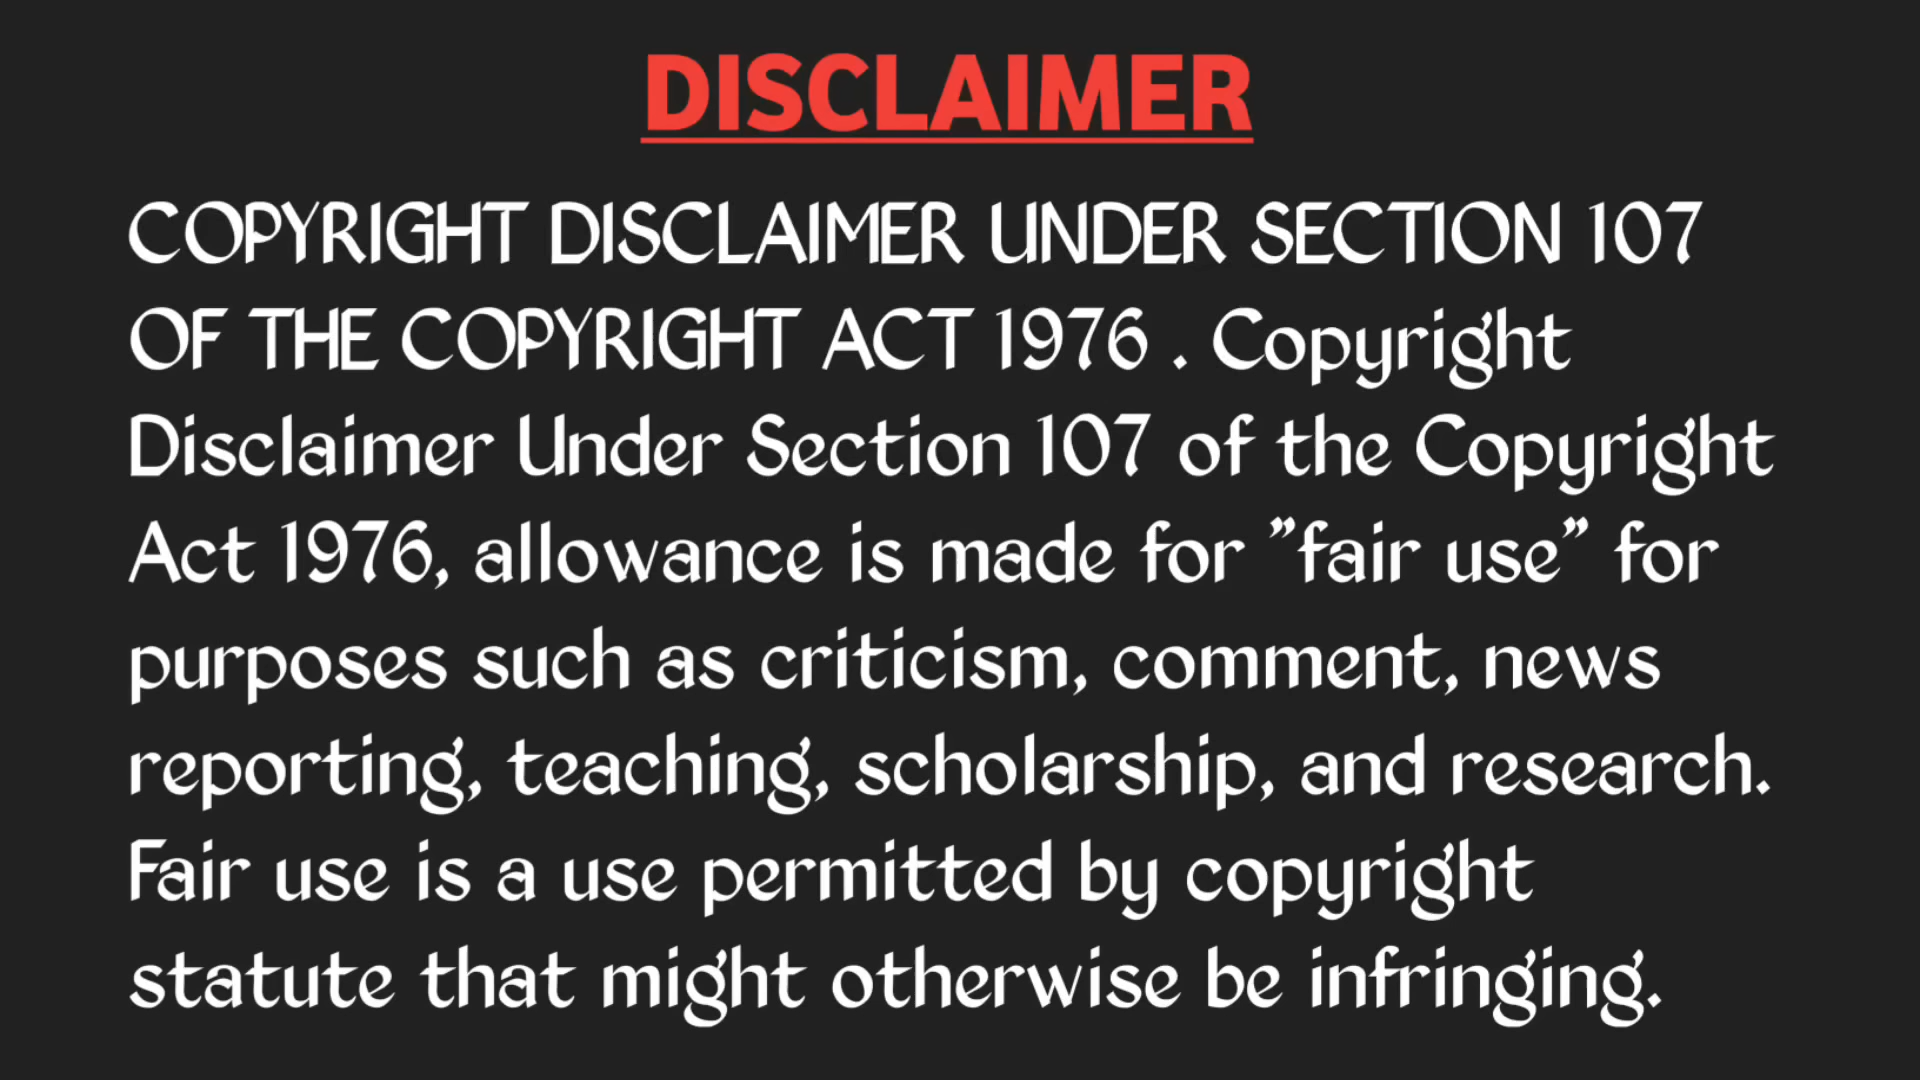 DISCLAIMER
COPYRIGHT DISCLAIMER UNDER SECTION 107
OF THE COPYRIGHT ACT 1976 . Copyright
Disclaimer Under Section 107 of the Copyright
Act 1976, allowance is made for ”fair use” for
purposes such as criticism, comment, news
reporting, teaching, scholarship, and research.
Fair use is a use permitted by copyright
statute that might otherwise be infringing.